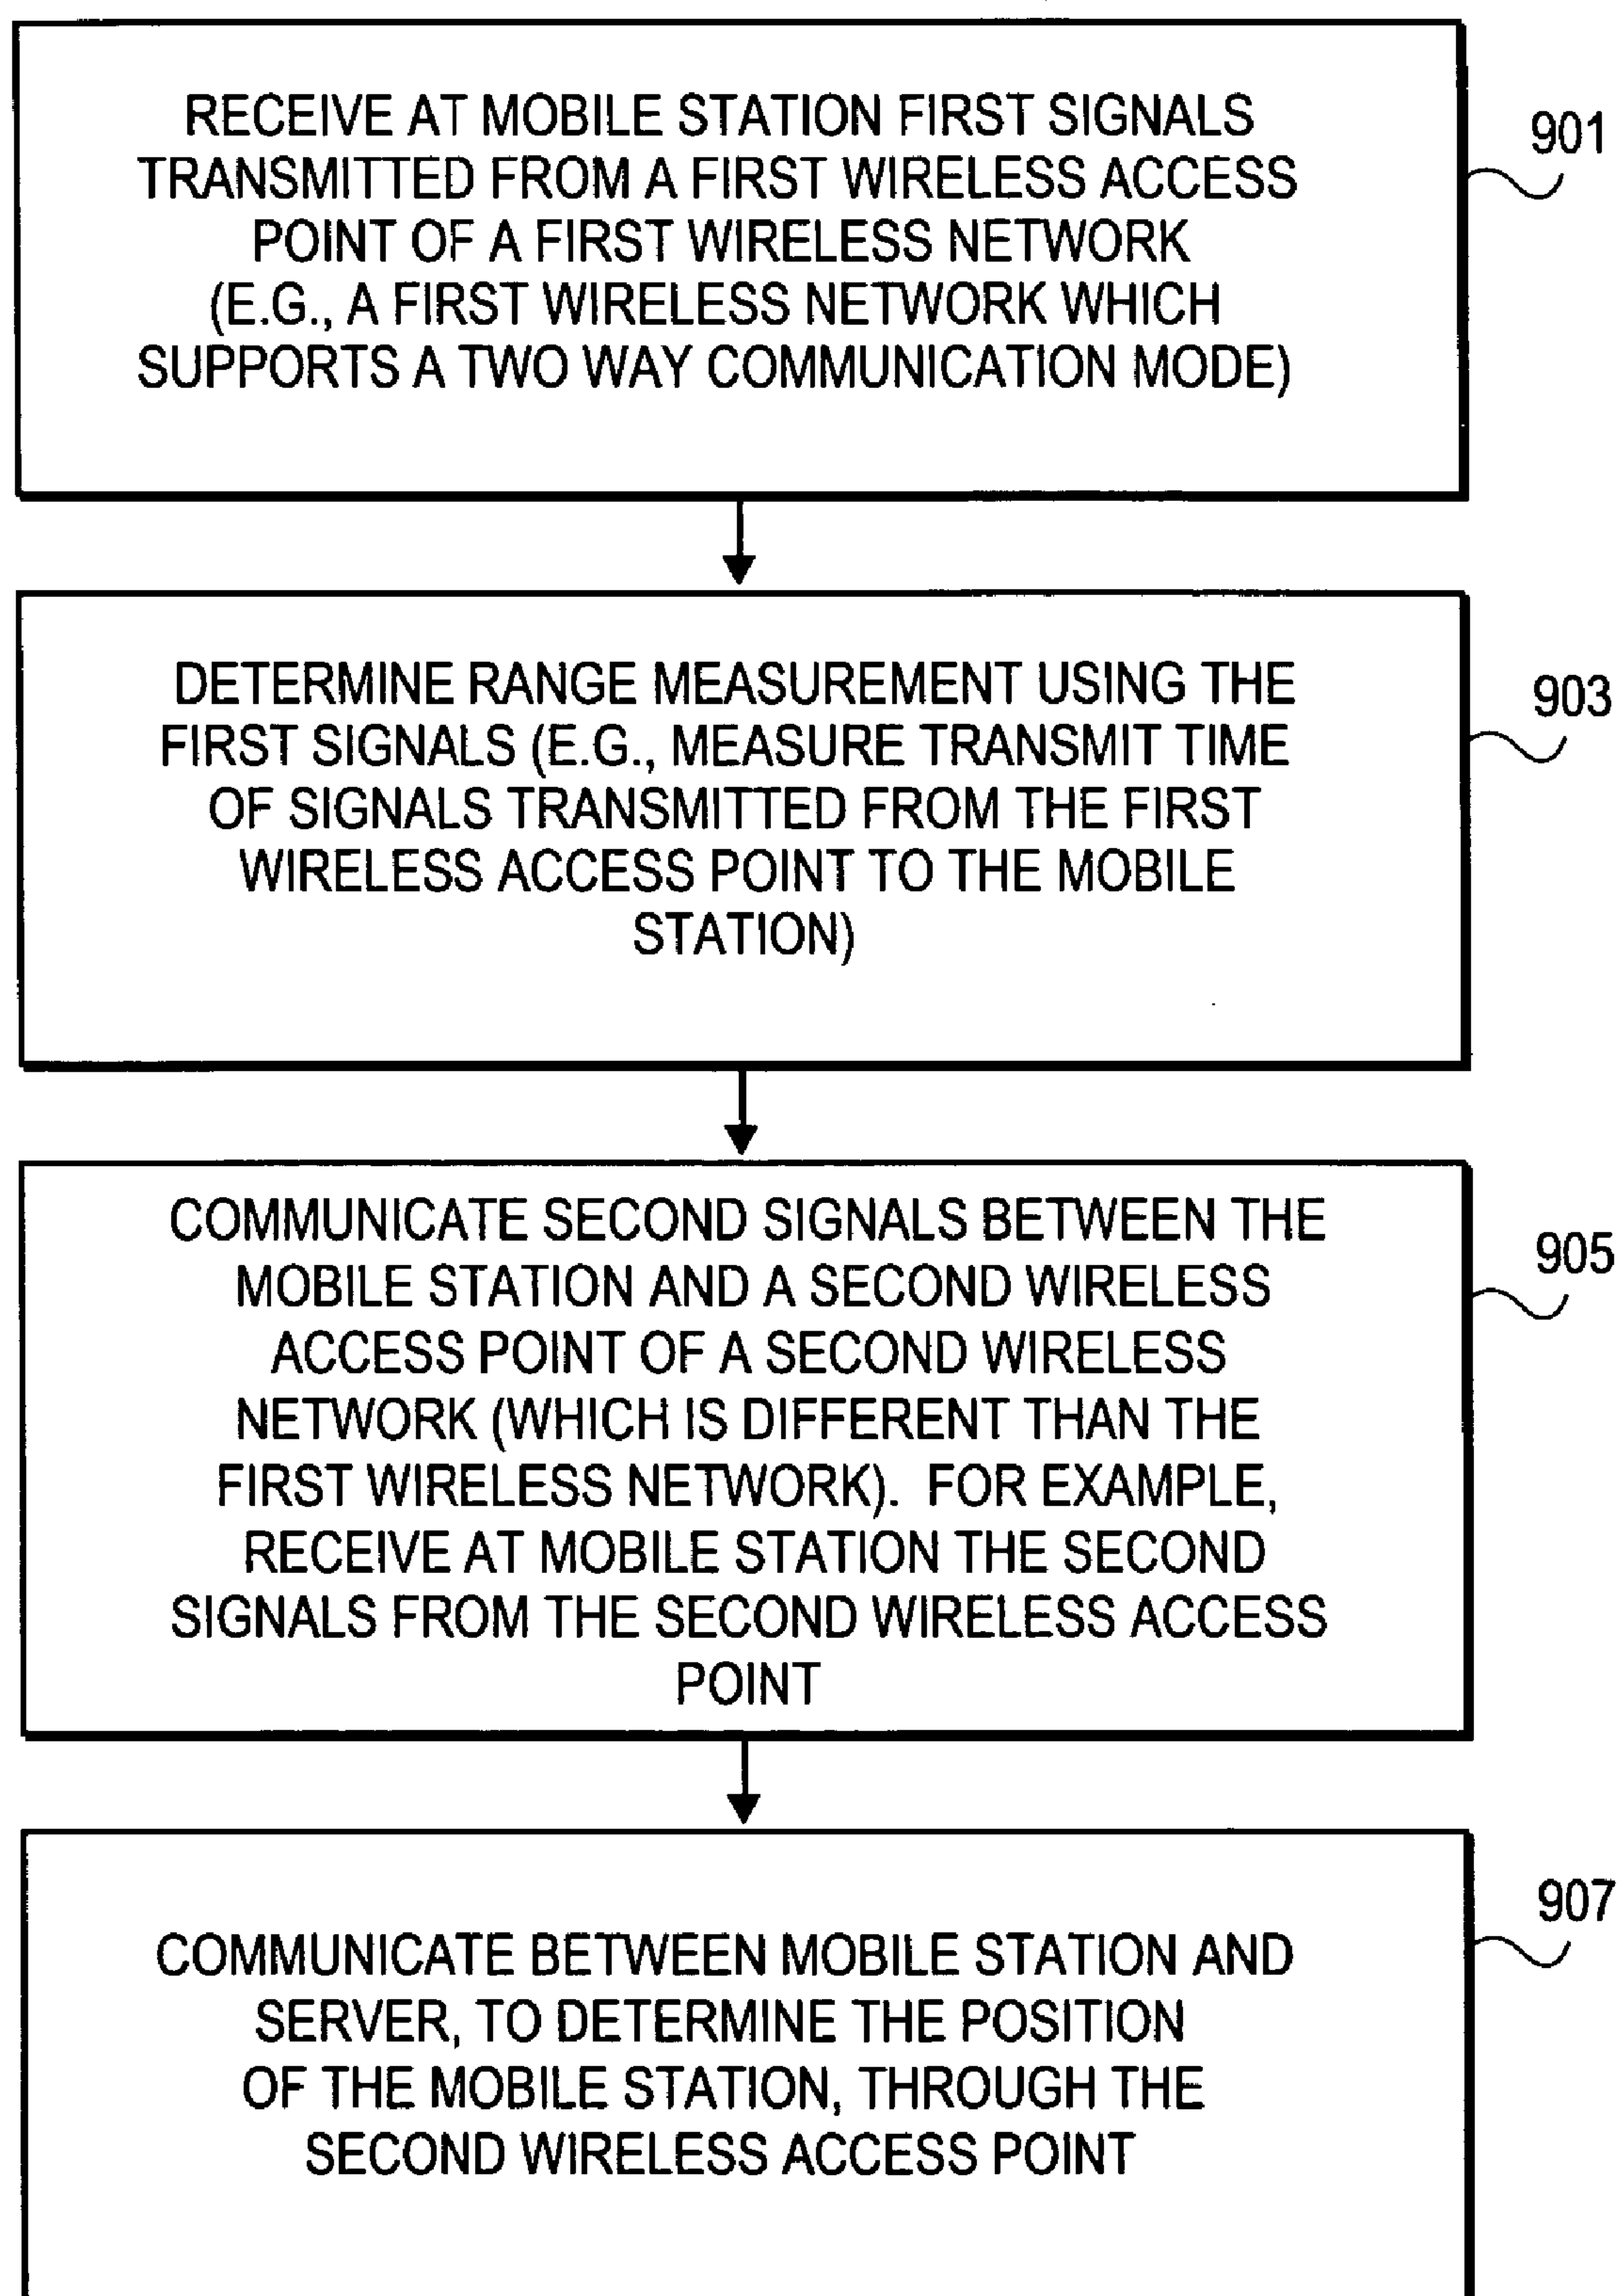 RECEIVE AT MOBILE STATION FIRST SIGNALS
TRANSMITTED FROM A FIRST WIRELESS ACCESS
POINT OF A FIRST WIRELESS NETWORK
(E.G., A FIRST WIRELESS NETWORK WHICH
SUPPORTS A TWO WAY COMMUNICATION MODE)
901
DETERMINE RANGE MEASUREMENT USING THE
FIRST SIGNALS (E.G., MEASURE TRANSMIT TIME
OF SIGNALS TRANSMITTED FROM THE FIRST
WIRELESS ACCESS POINT TO THE MOBILE
STATION)
903
COMMUNICATE SECOND SIGNALS BETWEEN THE
MOBILE STATION AND A SECOND WIRELESS
ACCESS POINT OF A SECOND WIRELESS
NETWORK (WHICH IS DIFFERENT THAN THE
FIRST WIRELESS NETWORK). FOR EXAMPLE,
RECEIVE AT MOBILE STATION THE SECOND
SIGNALS FROM THE SECOND WIRELESS ACCESS
POINT
905
COMMUNICATE BETWEEN MOBILE STATION AND
SERVER, TO DETERMINE THE POSITION
OF THE MOBILE STATION, THROUGH THE
SECOND WIRELESS ACCESS POINT
907